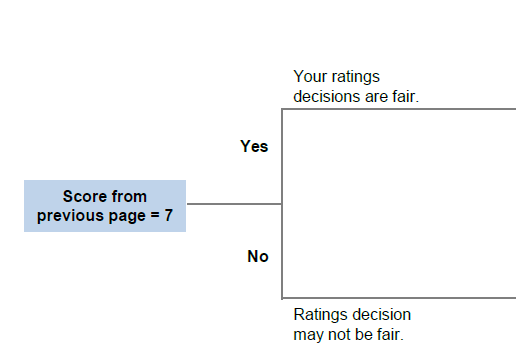 Your ratings
decisions are fair.
Yes
Score from
previous page = 7
No
Ratings decision
may not be fair.